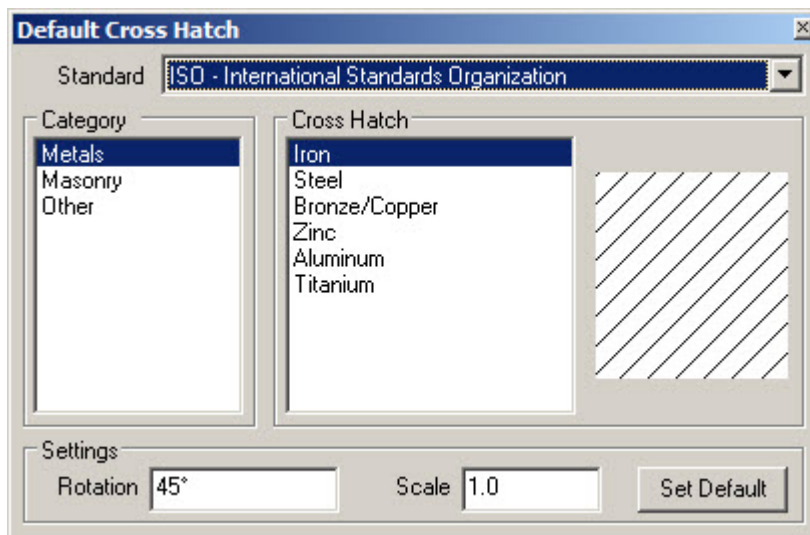 Default Cross Hatch
Standard ISO - International Standards Organization
Category
Metals
Masonry
Other
Cross Hatch
Iron
Steel
Bronze/Copper
Zinc
Aluminum
Titanium
Settings
Rotation 45° Scale 1.0 Set Default